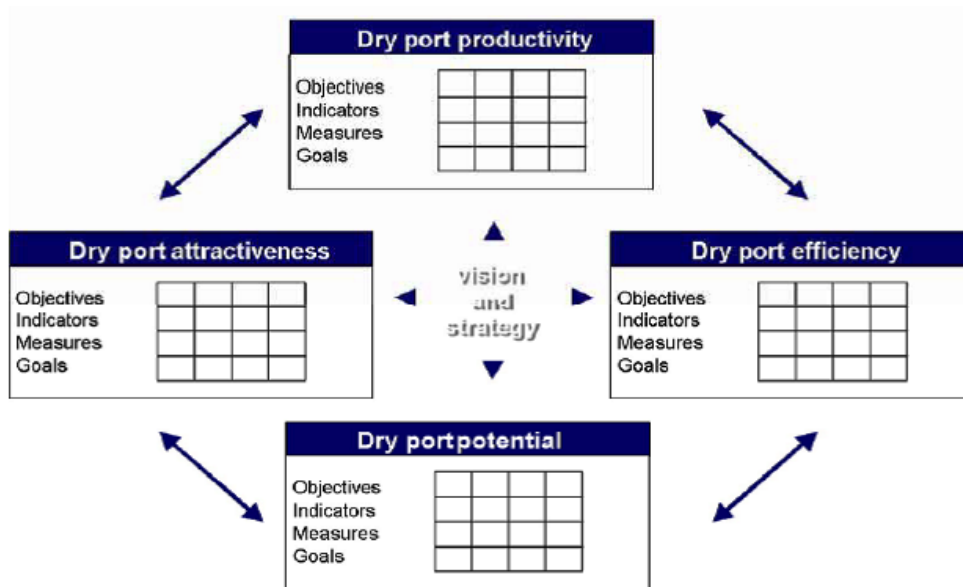 Dry port productivity
Objectives
Indicators
Measures
Goals
Dry port attractiveness
Objectives
Indicators
Measures
Goals
vision
and
strategy
Dry port efficiency
Objectives
Indicators
Measures
Goals
Dry port potential
Objectives
Indicators
Measures
Goals